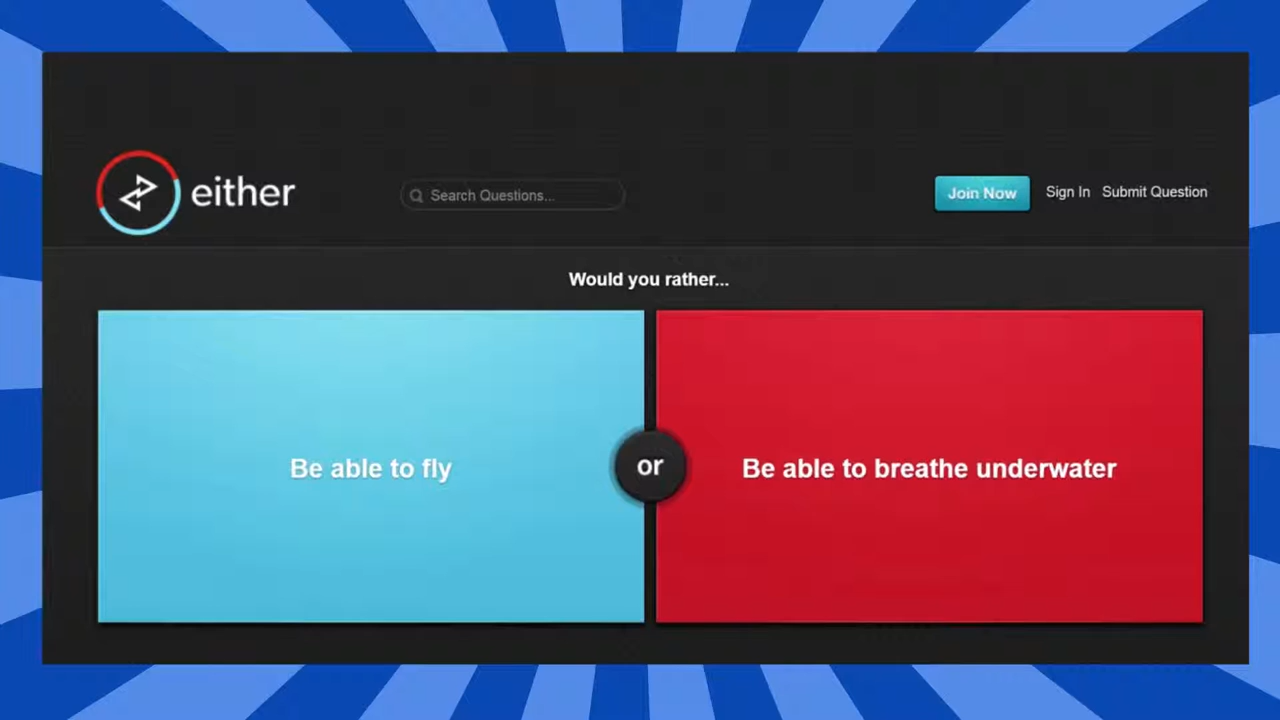 either
Search Questions...
Join Now
Sign In
Submit Question
Would you rather...
Be able to fly
or
Be able to breathe underwater